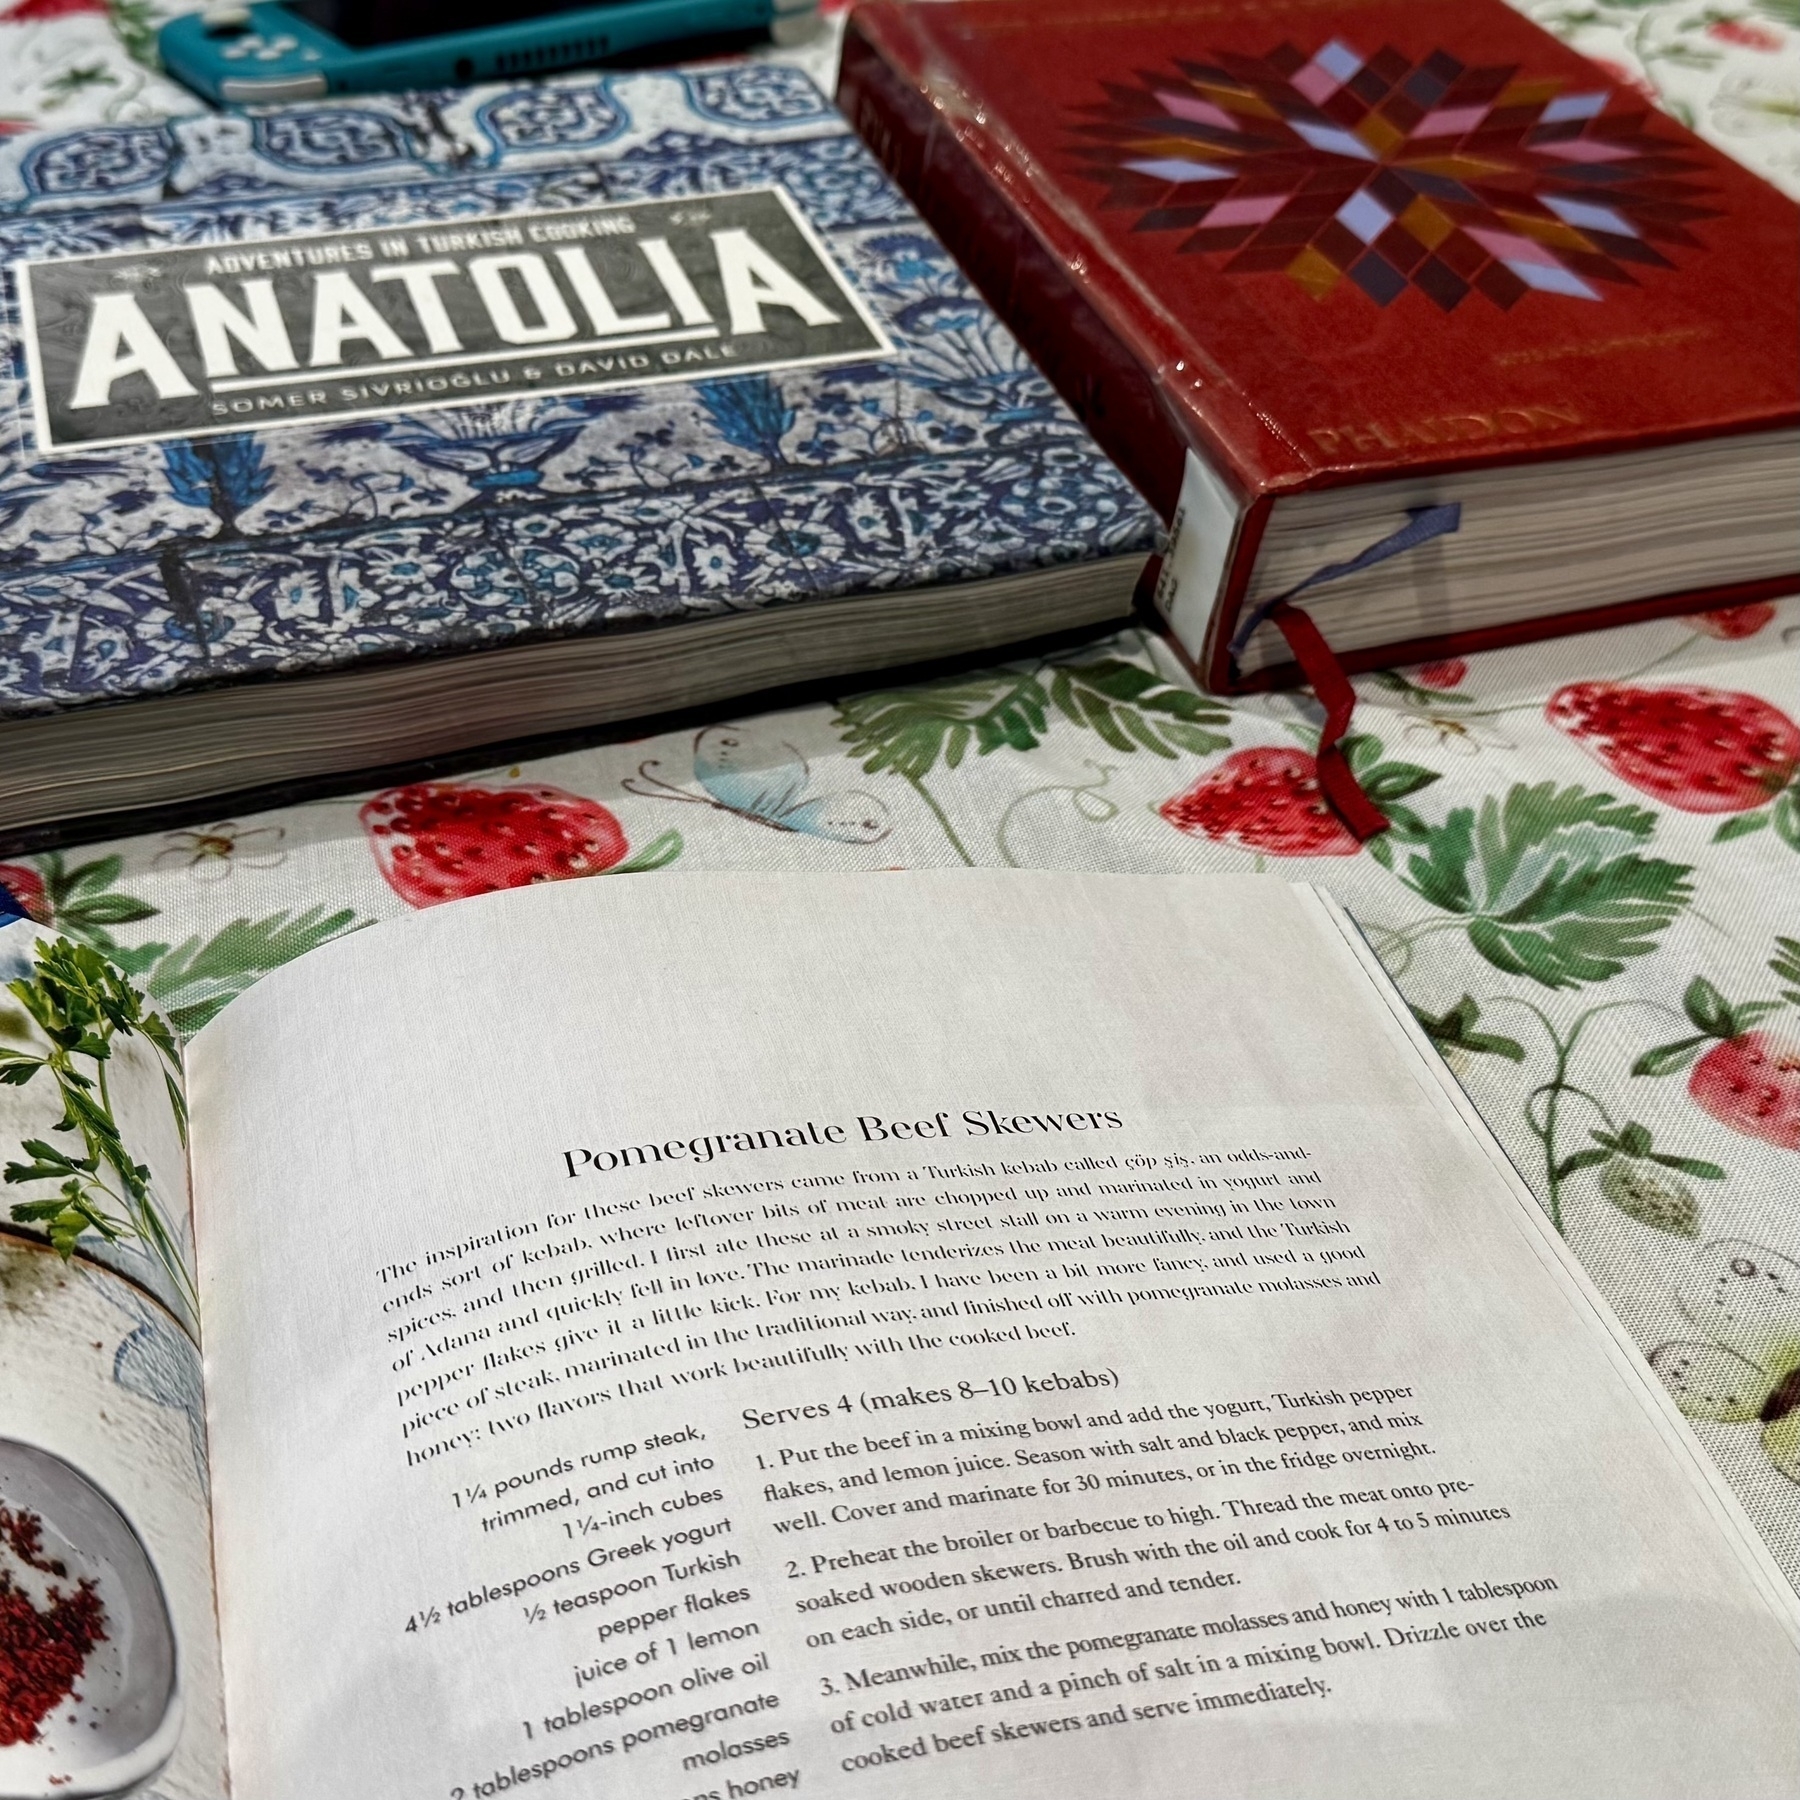 ADVENTURES IN TURKISH COOKING
ANATOLIA
SOMER SIVRIOĞLU & DAVID DALE
PHAIDON
Pomegranate Beef Skewers
The inspiration for these beef skewers came from a Turkish kebab called çöp şiş, an odds-and-
ends sort of kebab, where leftover bits of meat are chopped up and marinated in yogurt and
spices, and then grilled. I first ate these at a smoky street stall on a warm evening in the town
of Adana and quickly fell in love. The marinade tenderizes the meat beautifully, and the Turkish
pepper flakes give it a little kick. For my kebab, I have been a bit more fancy, and used a good
piece of steak, marinated in the traditional way, and finished off with pomegranate molasses and
honey: two flavors that work beautifully with the cooked beef.
1¼ pounds rump steak,
trimmed, and cut into
1¼-inch cubes
4½ tablespoons Greek yogurt
½ teaspoon Turkish
pepper flakes
juice of 1 lemon
1 tablespoon olive oil
2 tablespoons pomegranate
molasses
honey
Serves 4 (makes 8–10 kebabs)
1. Put the beef in a mixing bowl and add the yogurt, Turkish pepper
flakes, and lemon juice. Season with salt and black pepper, and mix
well. Cover and marinate for 30 minutes, or in the fridge overnight.
2. Preheat the broiler or barbecue to high. Thread the meat onto pre-
soaked wooden skewers. Brush with the oil and cook for 4 to 5 minutes
on each side, or until charred and tender.
3. Meanwhile, mix the pomegranate molasses and honey with 1 tablespoon
of cold water and a pinch of salt in a mixing bowl. Drizzle over the
cooked beef skewers and serve immediately.